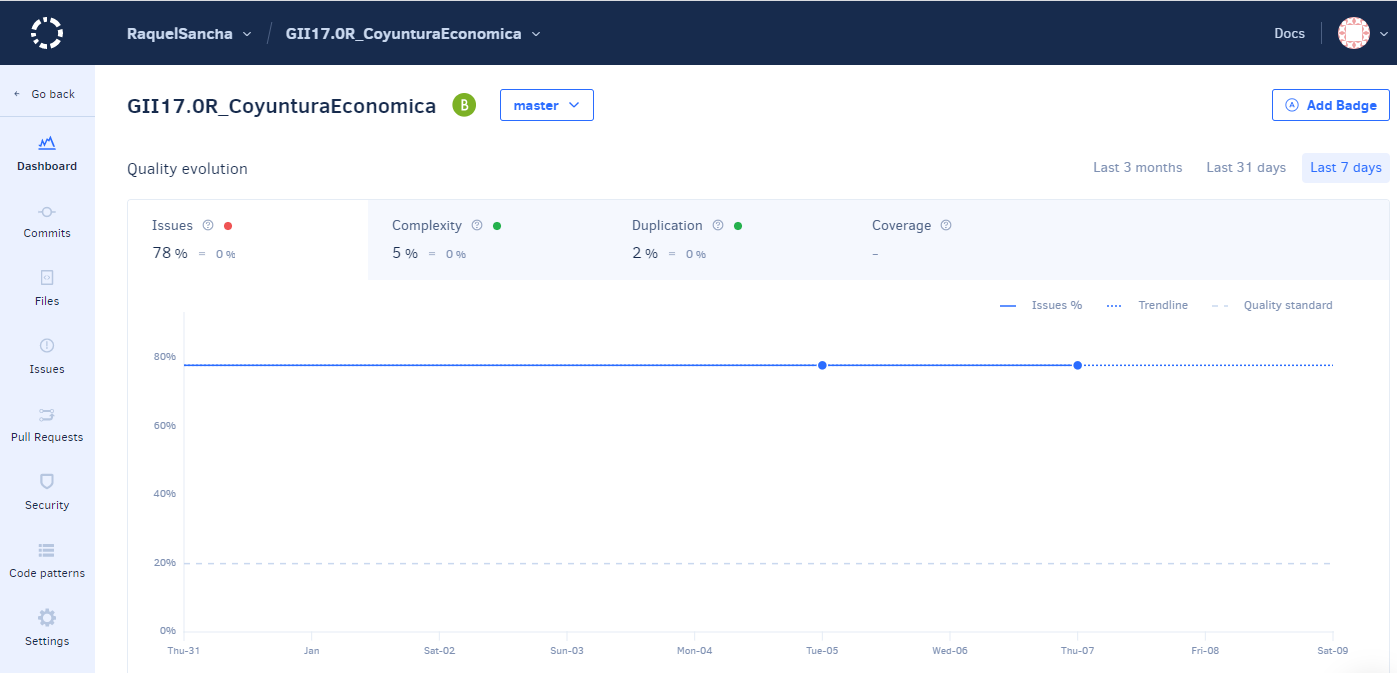 RaquelSancha / GII17.0R_CoyunturaEconomica Docs
Go back
Dashboard
Commits
Files
Issues
Pull Requests
Security
Code patterns
Settings
GII17.0R_CoyunturaEconomica B master A Add Badge
Quality evolution Last 3 months Last 31 days Last 7 days
Issues ? Complexity ? Duplication ? Coverage ?
78 % = 0 % 5 % = 0 % 2 % = 0 % –
Issues % Trendline Quality standard
80%
60%
40%
20%
0%
Thu-31 Jan Sat-02 Sun-03 Mon-04 Tue-05 Wed-06 Thu-07 Fri-08 Sat-09